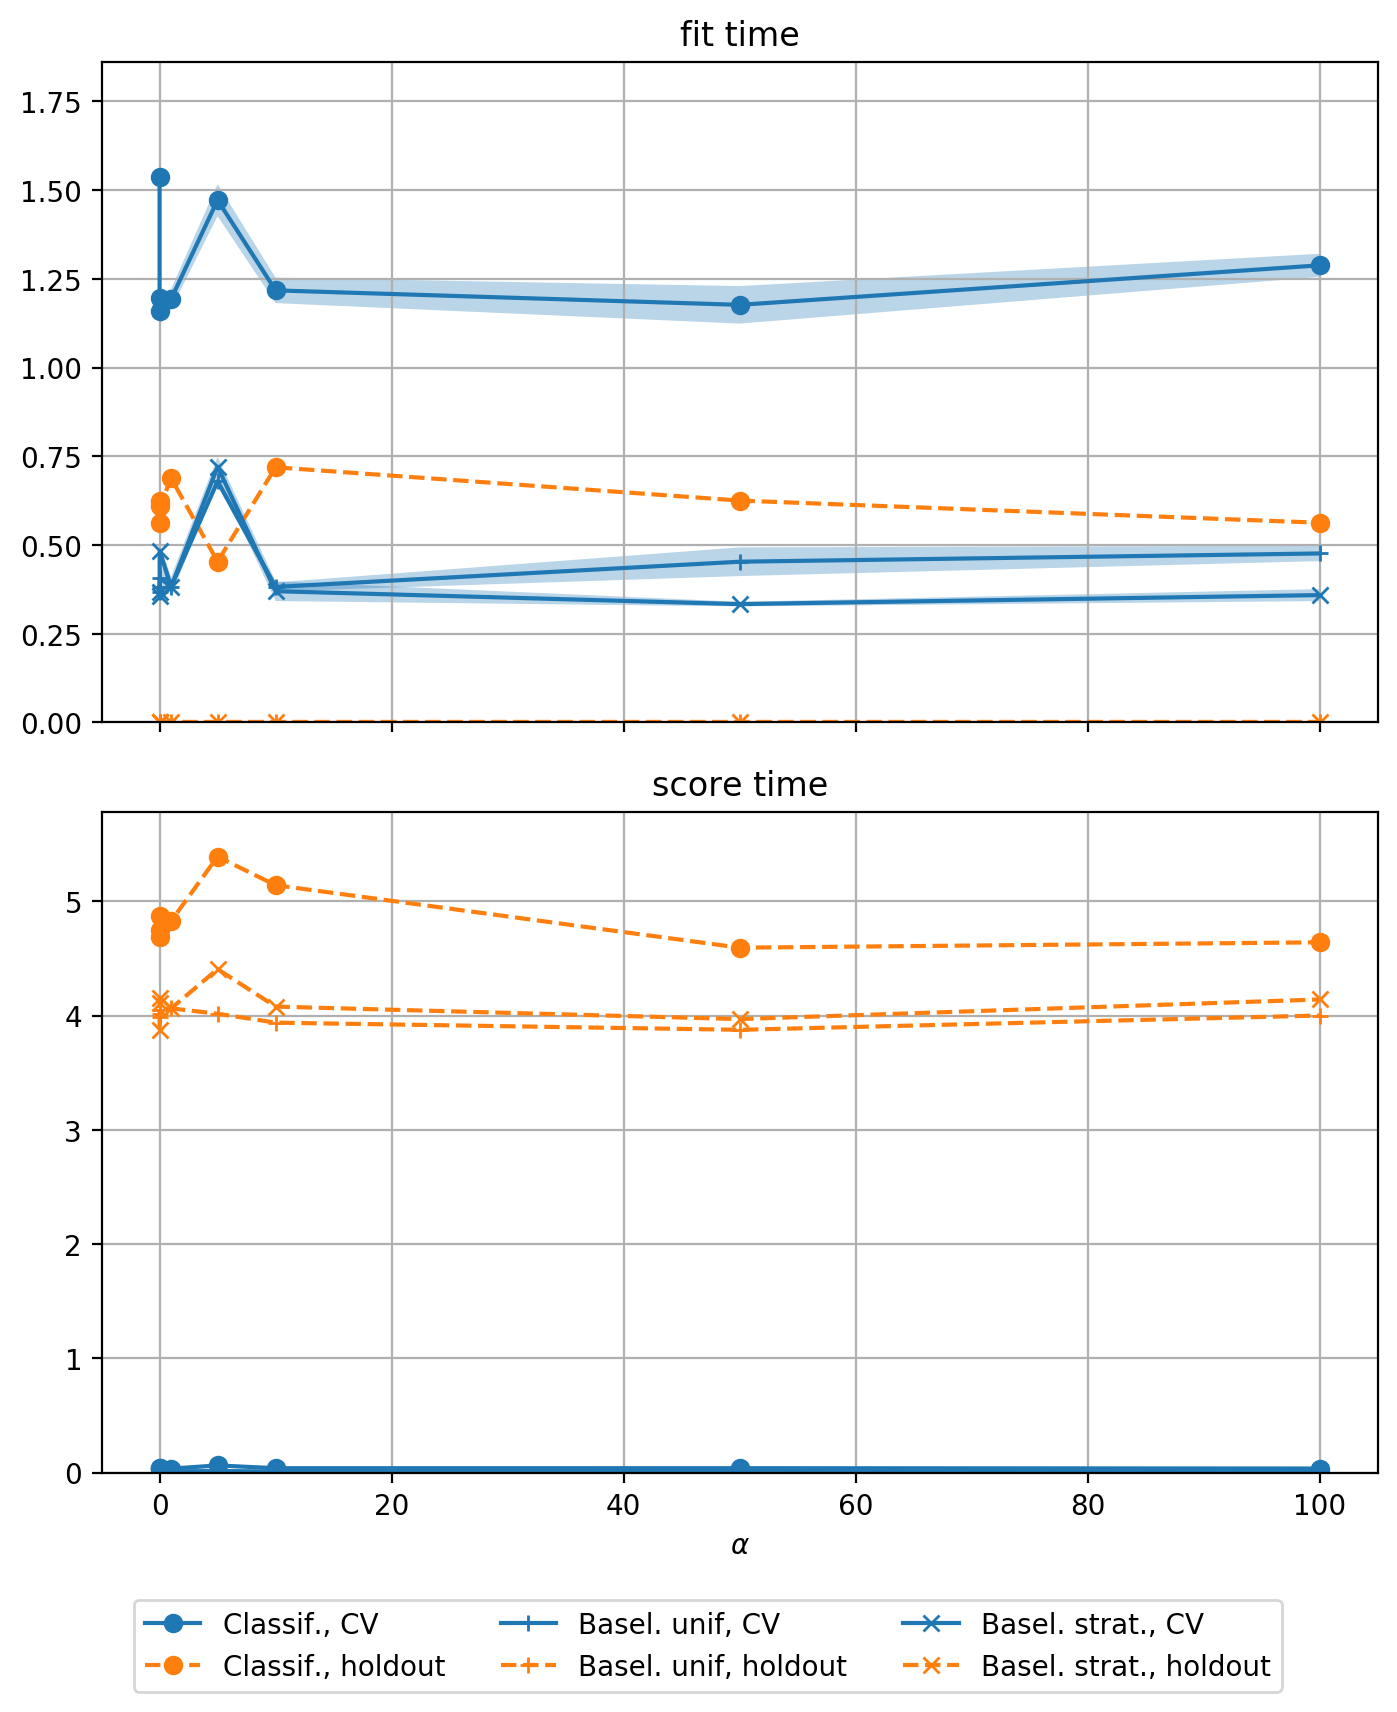 fit time
1.75
1.50
1.25
1.00
0.75
0.50
0.25
0.00
score time
5
4
3
2
1
0
0 20 40 60 80 100
α
Classif., CV Basel. unif, CV Basel. strat., CV
Classif., holdout Basel. unif, holdout Basel. strat., holdout